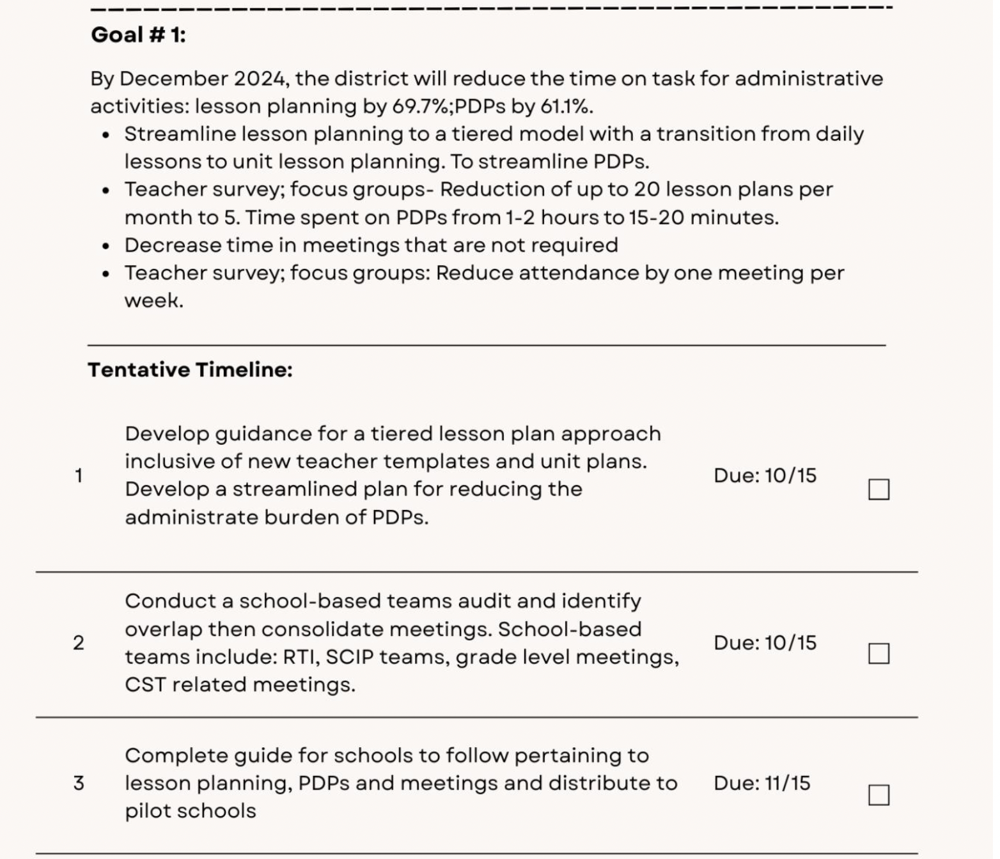 Goal # 1:
By December 2024, the district will reduce the time on task for administrative
activities: lesson planning by 69.7%;PDPs by 61.1%.
• Streamline lesson planning to a tiered model with a transition from daily
lessons to unit lesson planning. To streamline PDPs.
• Teacher survey; focus groups- Reduction of up to 20 lesson plans per
month to 5. Time spent on PDPs from 1-2 hours to 15-20 minutes.
• Decrease time in meetings that are not required
• Teacher survey; focus groups: Reduce attendance by one meeting per
week.
Tentative Timeline:
1
Develop guidance for a tiered lesson plan approach
inclusive of new teacher templates and unit plans.
Develop a streamlined plan for reducing the
administrate burden of PDPs.
Due: 10/15
2
Conduct a school-based teams audit and identify
overlap then consolidate meetings. School-based
teams include: RTI, SCIP teams, grade level meetings,
CST related meetings.
Due: 10/15
3
Complete guide for schools to follow pertaining to
lesson planning, PDPs and meetings and distribute to
pilot schools
Due: 11/15